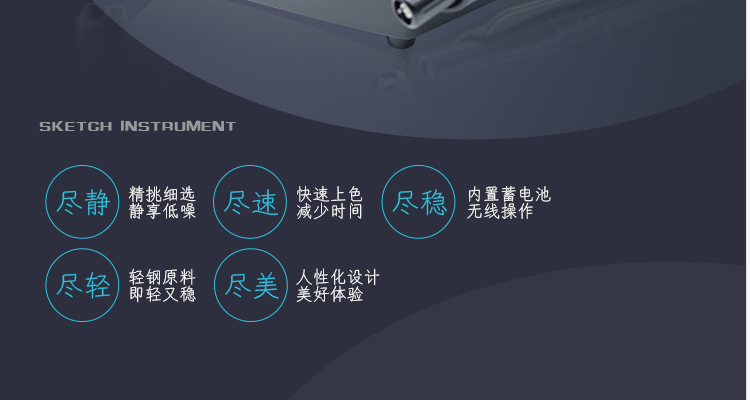 SKETCH INSTRUMENT
尽静
精挑细选
静享低噪
尽速
快速上色
减少时间
尽稳
内置蓄电池
无线操作
尽轻
轻钢原料
即轻又稳
尽美
人性化设计
美好体验